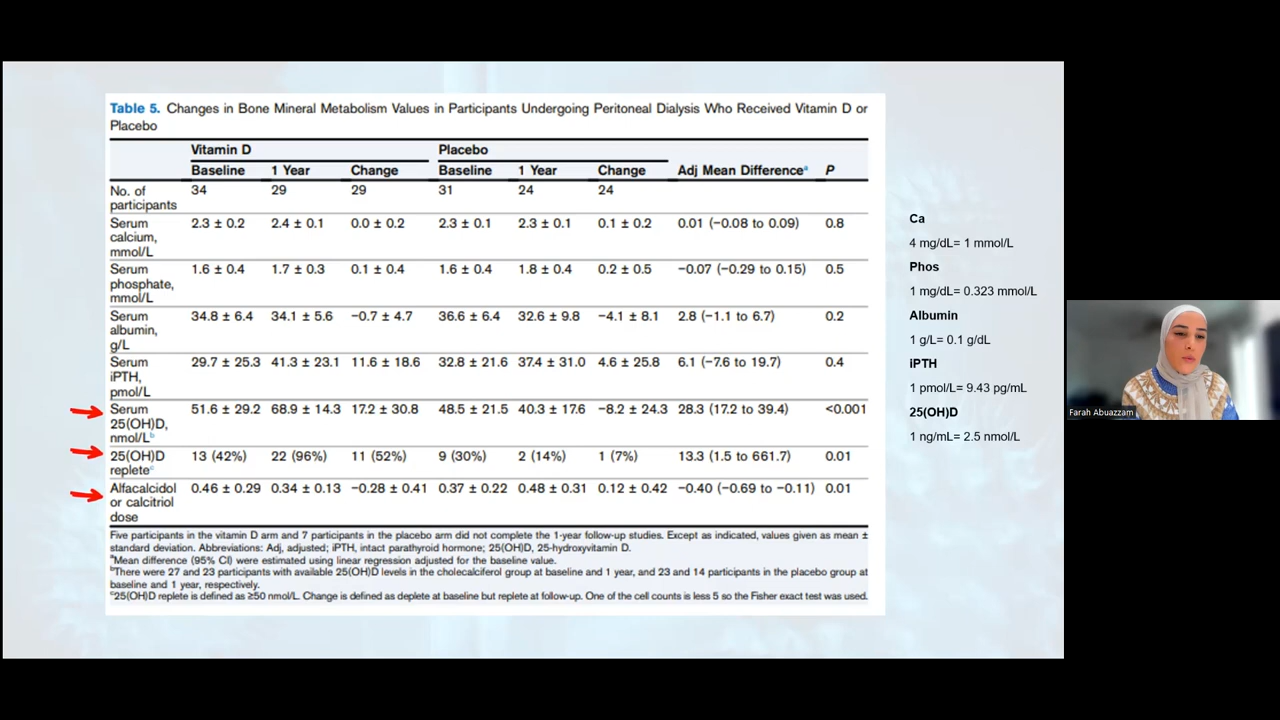 Table 5. Changes in Bone Mineral Metabolism Values in Participants Undergoing Peritoneal Dialysis Who Received Vitamin D or
Placebo
Vitamin D Placebo
Baseline 1 Year Change Baseline 1 Year Change Adj Mean Differenceᵃ P
No. of participants 34 29 29 31 24 24
Serum calcium, mmol/L 2.3 ± 0.2 2.4 ± 0.1 0.0 ± 0.2 2.3 ± 0.1 2.3 ± 0.1 0.1 ± 0.2 0.01 (−0.08 to 0.09) 0.8
Serum phosphate, mmol/L 1.6 ± 0.4 1.7 ± 0.3 0.1 ± 0.4 1.6 ± 0.4 1.8 ± 0.4 0.2 ± 0.5 −0.07 (−0.29 to 0.15) 0.5
Serum albumin, g/L 34.8 ± 6.4 34.1 ± 5.6 −0.7 ± 4.7 36.6 ± 6.4 32.6 ± 9.8 −4.1 ± 8.1 2.8 (−1.1 to 6.7) 0.2
Serum iPTH, pmol/L 29.7 ± 25.3 41.3 ± 23.1 11.6 ± 18.6 32.8 ± 21.6 37.4 ± 31.0 4.6 ± 25.8 6.1 (−7.6 to 19.7) 0.4
Serum 25(OH)D, nmol/Lᵇ 51.6 ± 29.2 68.9 ± 14.3 17.2 ± 30.8 48.5 ± 21.5 40.3 ± 17.6 −8.2 ± 24.3 28.3 (17.2 to 39.4) <0.001
25(OH)D repleteᶜ 13 (42%) 22 (96%) 11 (52%) 9 (30%) 2 (14%) 1 (7%) 13.3 (1.5 to 661.7) 0.01
Alfacalcidol or calcitriol dose 0.46 ± 0.29 0.34 ± 0.13 −0.28 ± 0.41 0.37 ± 0.22 0.48 ± 0.31 0.12 ± 0.42 −0.40 (−0.69 to −0.11) 0.01
Five participants in the vitamin D arm and 7 participants in the placebo arm did not complete the 1-year follow-up studies. Except as indicated, values given as mean ±
standard deviation. Abbreviations: Adj, adjusted; iPTH, intact parathyroid hormone; 25(OH)D, 25-hydroxyvitamin D.
ᵃMean difference (95% CI) were estimated using linear regression adjusted for the baseline value.
ᵇThere were 27 and 23 participants with available 25(OH)D levels in the cholecalciferol group at baseline and 1 year, and 23 and 14 participants in the placebo group at
baseline and 1 year, respectively.
ᶜ25(OH)D replete is defined as ≥50 nmol/L. Change is defined as deplete at baseline but replete at follow-up. One of the cell counts is less 5 so the Fisher exact test was used.
Ca
4 mg/dL= 1 mmol/L
Phos
1 mg/dL= 0.323 mmol/L
Albumin
1 g/L= 0.1 g/dL
iPTH
1 pmol/L= 9.43 pg/mL
25(OH)D
1 ng/mL= 2.5 nmol/L
Farah Abuazzam